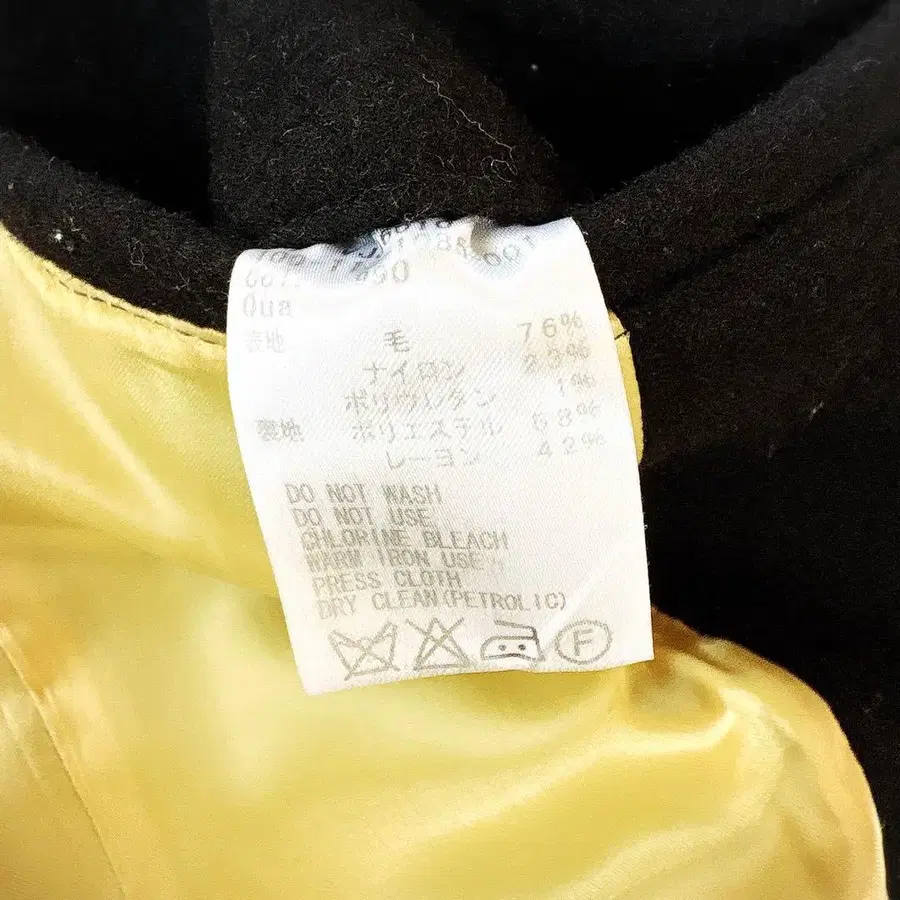 Qua
表地 毛 76%
ナイロン 23%
ポリウレタン 1%
裏地 ポリエステル 58%
レーヨン 42%
DO NOT WASH
DO NOT USE
CHLORINE BLEACH
WARM IRON USE
PRESS CLOTH
DRY CLEAN(PETROLIC)
F